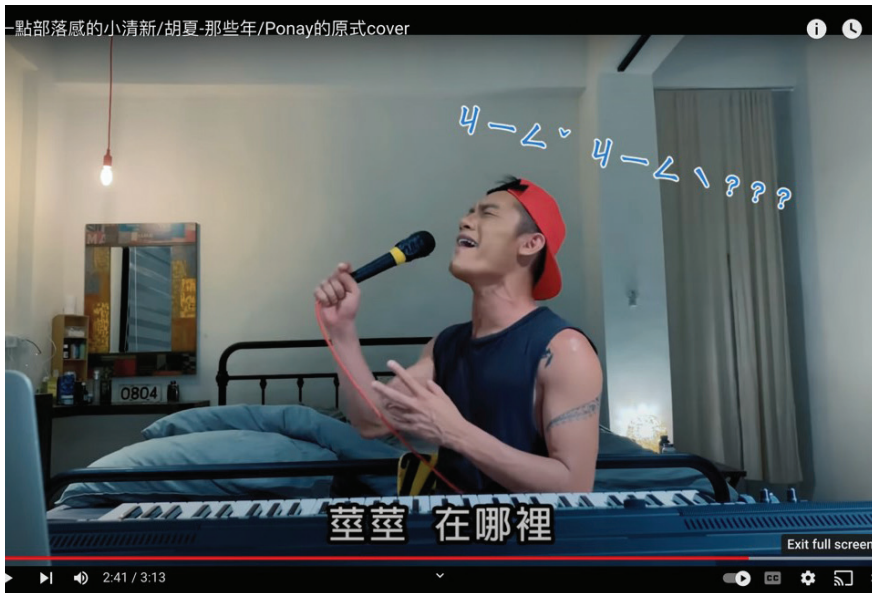 一點部落感的小清新/胡夏-那些年/Ponay的原式cover
ㄐㄧㄥˇ ㄐㄧㄥˋ???
0804
莖莖 在哪裡
Exit full screen
2:41 / 3:13
CC